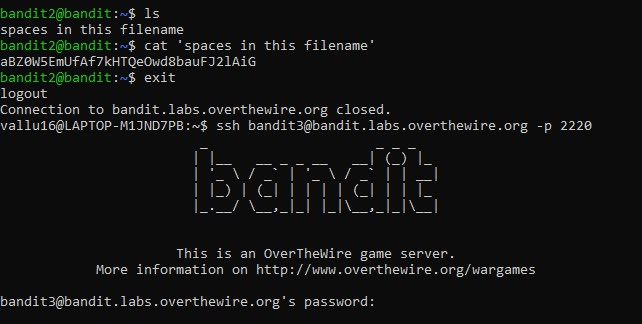 bandit2@bandit:~$ ls
spaces in this filename
bandit2@bandit:~$ cat 'spaces in this filename'
aBZ0W5EmUfAf7kHTQeOwd8bauFJ2lAiG
bandit2@bandit:~$ exit
logout
Connection to bandit.labs.overthewire.org closed.
vallu16@LAPTOP-M1JND7PB:~$ ssh bandit3@bandit.labs.overthewire.org -p 2220
bandit
This is an OverTheWire game server.
More information on http://www.overthewire.org/wargames
bandit3@bandit.labs.overthewire.org's password: